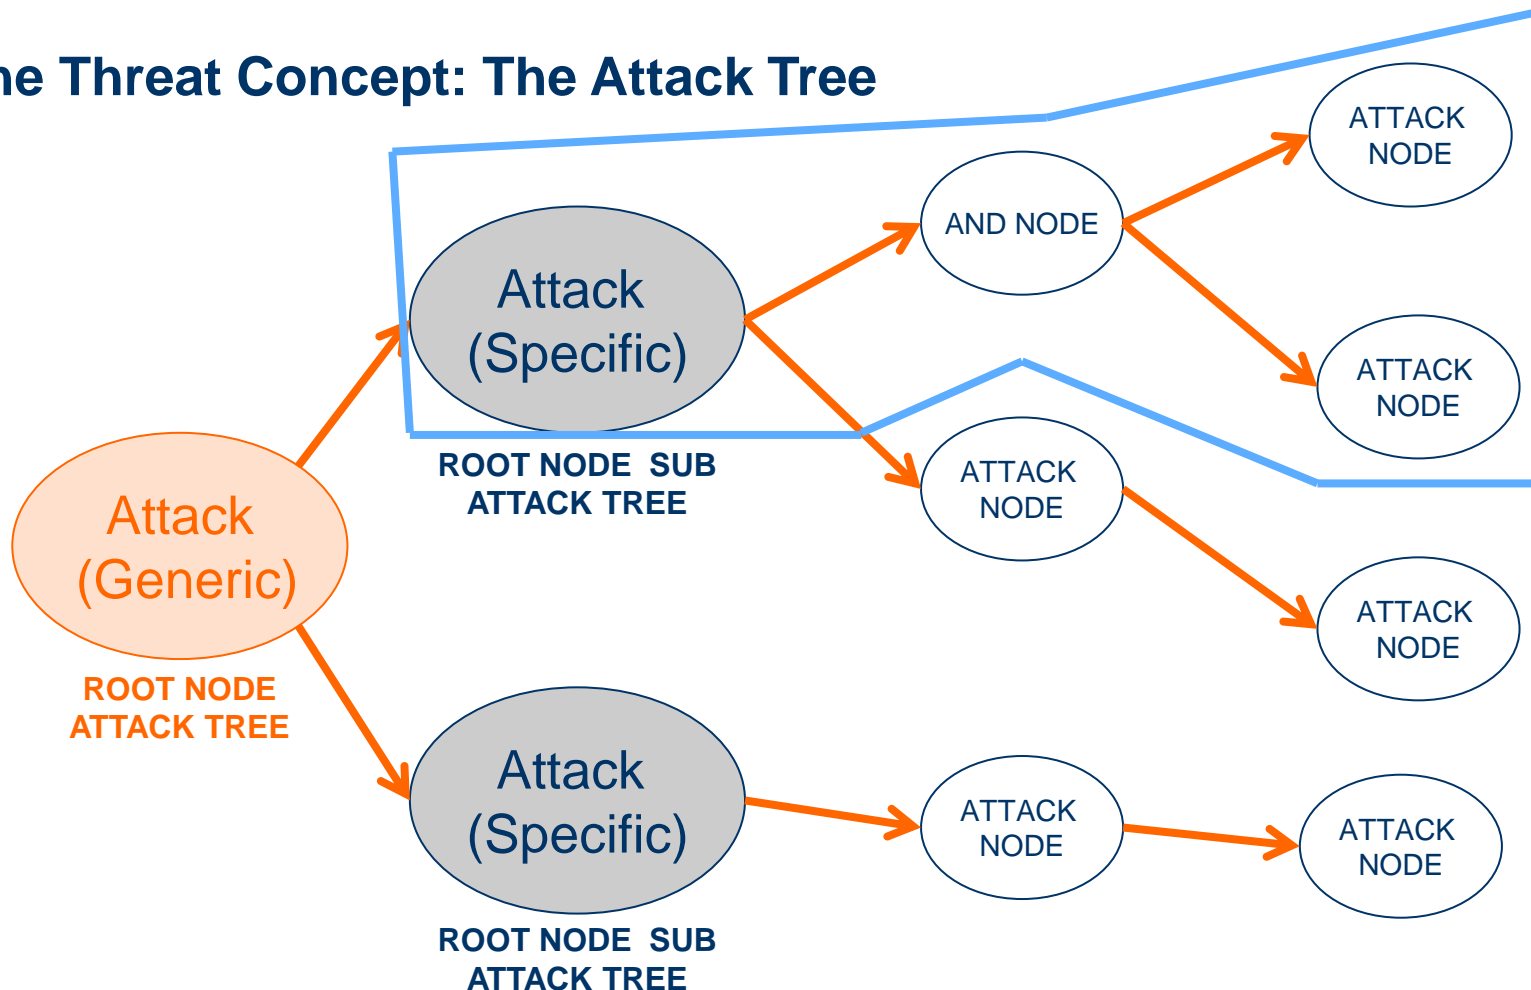 ne Threat Concept: The Attack Tree
ATTACK
NODE
AND NODE
Attack
(Specific)
ATTACK
NODE
ROOT NODE  SUB
ATTACK TREE
ATTACK
NODE
Attack
(Generic)
ATTACK
NODE
ROOT NODE
ATTACK TREE
Attack
(Specific)
ATTACK
NODE
ATTACK
NODE
ROOT NODE  SUB
ATTACK TREE